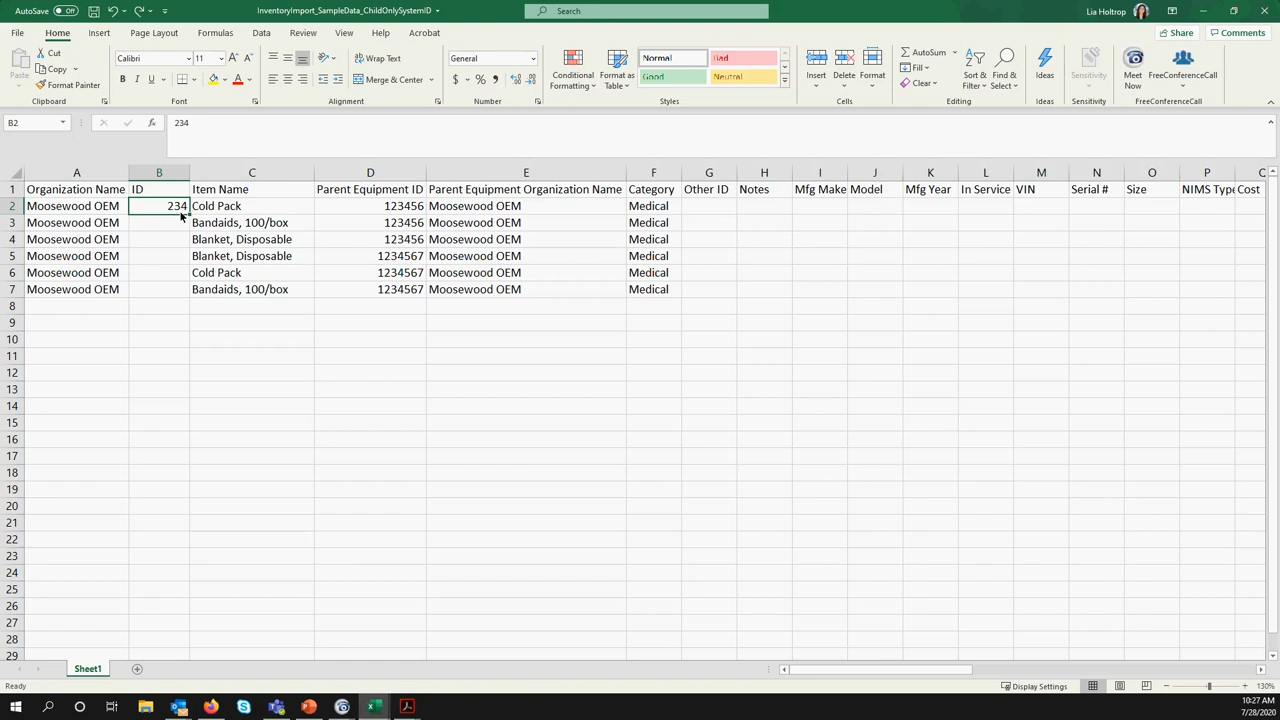 AutoSave Off InventoryImport_SampleData_ChildOnlySystemID Search Lia Holtrop
File Home Insert Page Layout Formulas Data Review View Help Acrobat Share Comments
Paste Cut Copy Format Painter Clipboard
Calibri 11 B I U Font
Wrap Text Merge & Center Alignment
General $ % Number
Conditional Formatting Format as Table Normal Bad Good Neutral Styles
Insert Delete Format Cells
AutoSum Fill Clear Sort & Filter Find & Select Editing
Ideas Ideas Sensitivity Sensitivity Meet Now FreeConferenceCall FreeConferenceCall
B2 234
A B C D E F G H I J K L M N O P
1 Organization Name ID Item Name Parent Equipment ID Parent Equipment Organization Name Category Other ID Notes Mfg Make Model Mfg Year In Service VIN Serial # Size NIMS Type Cost
2 Moosewood OEM 234 Cold Pack 123456 Moosewood OEM Medical
3 Moosewood OEM Bandaids, 100/box 123456 Moosewood OEM Medical
4 Moosewood OEM Blanket, Disposable 123456 Moosewood OEM Medical
5 Moosewood OEM Blanket, Disposable 1234567 Moosewood OEM Medical
6 Moosewood OEM Cold Pack 1234567 Moosewood OEM Medical
7 Moosewood OEM Bandaids, 100/box 1234567 Moosewood OEM Medical
8
9
10
11
12
13
14
15
16
17
18
19
20
21
22
23
24
25
26
27
28
29
Sheet1
Ready Display Settings 130%
10:27 AM
7/28/2020